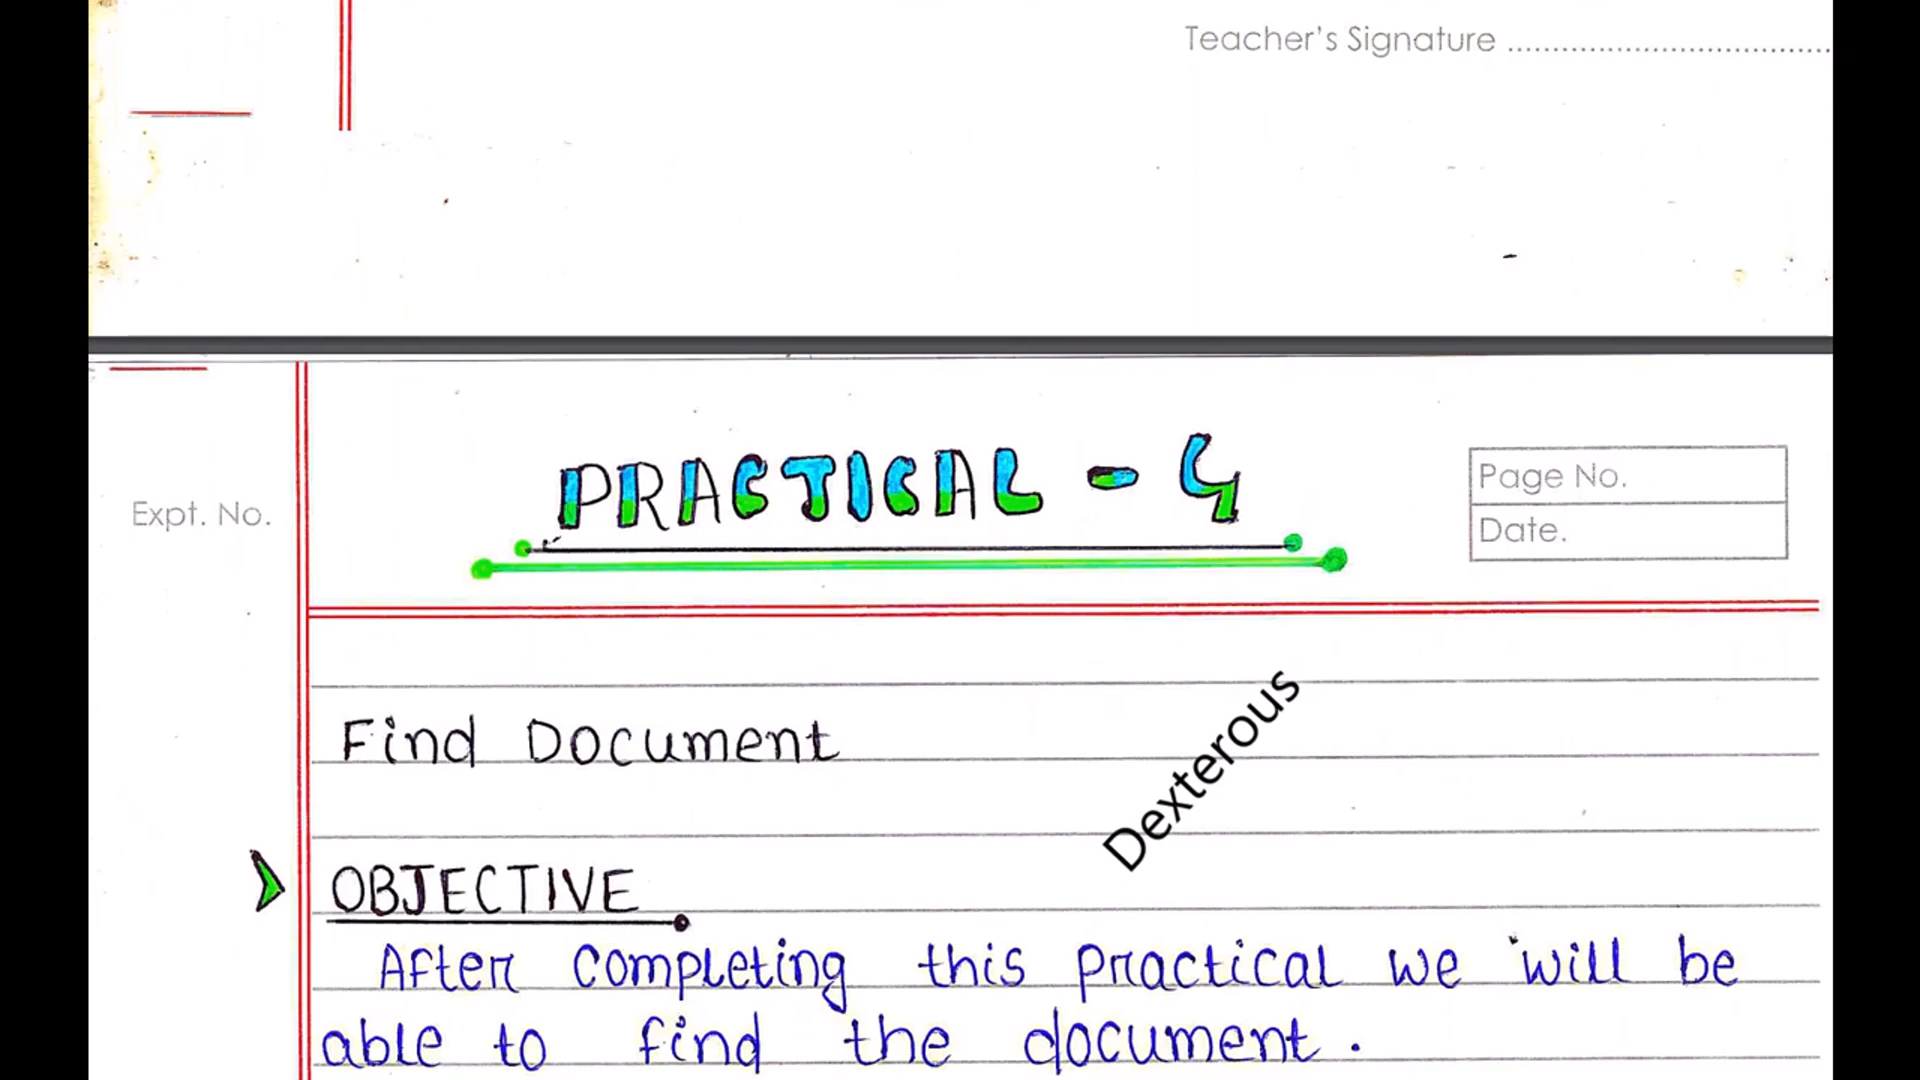 Teacher's Signature ....................................
PRACTICAL - 4
Expt. No.
Page No.
Date.
Find Document
Dexterous
OBJECTIVE
After completing this practical we will be
able to find the document.